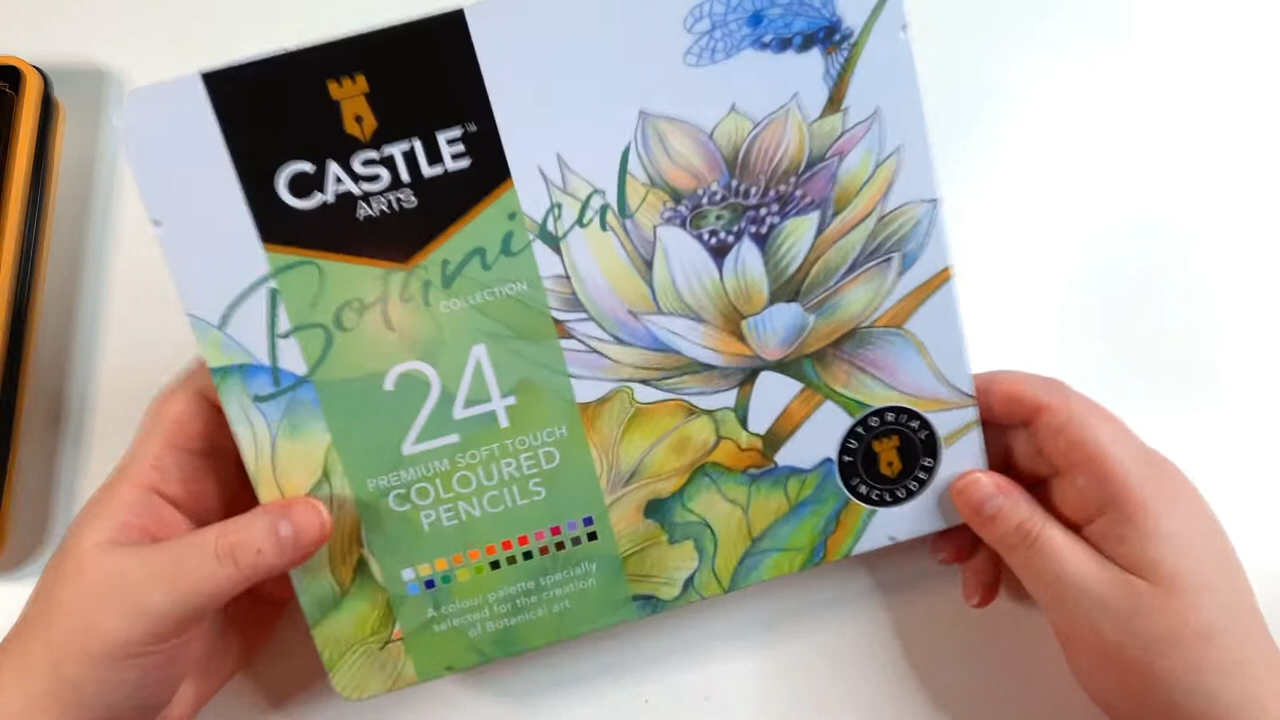 CASTLE™
ARTS
Botanical
COLLECTION
24
PREMIUM SOFT TOUCH
COLOURED
PENCILS
A colour palette specially
selected for the creation
of Botanical art
TUTORIAL
INCLUDED